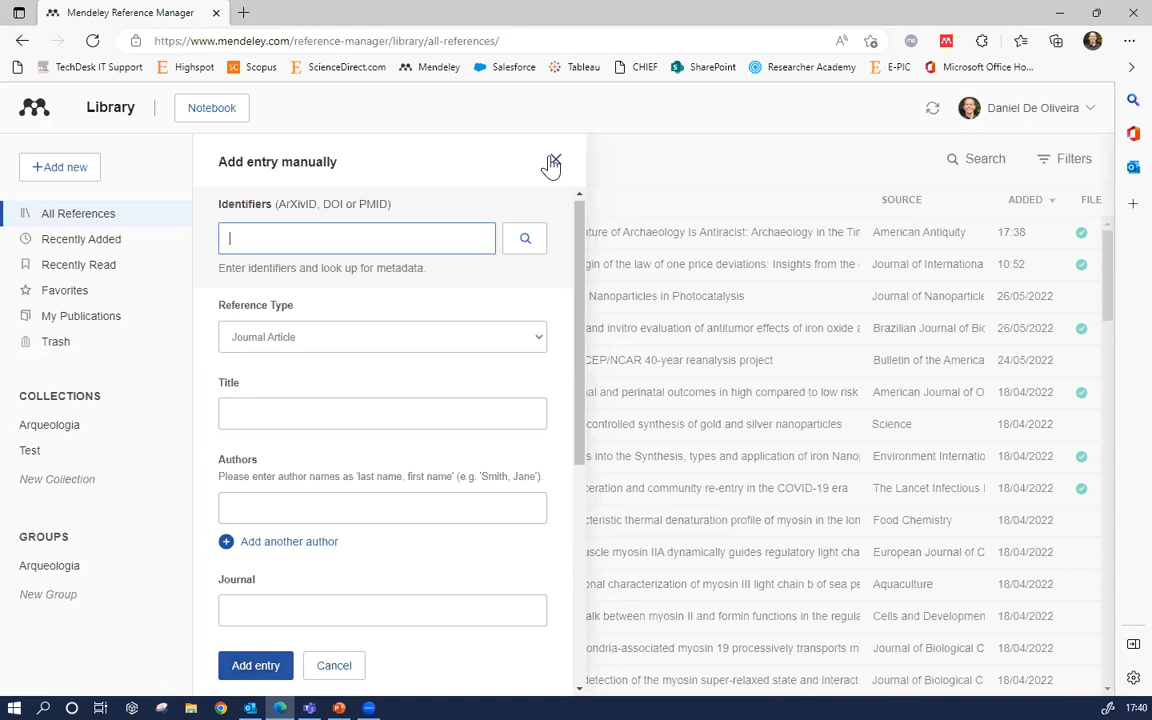 Mendeley Reference Manager
https://www.mendeley.com/reference-manager/library/all-references/
TechDesk IT Support
Highspot
Scopus
ScienceDirect.com
Mendeley
Salesforce
Tableau
CHIEF
SharePoint
Researcher Academy
E-PIC
Microsoft Office Ho...
Library
Notebook
Daniel De Oliveira
+Add new
Add entry manually
Search
Filters
All References
Recently Added
Recently Read
Favorites
My Publications
Trash
COLLECTIONS
Arqueologia
Test
New Collection
GROUPS
Arqueologia
New Group
Identifiers (ArXivID, DOI or PMID)
Enter identifiers and look up for metadata.
Reference Type
Journal Article
Title
Authors
Please enter author names as 'last name, first name' (e.g. 'Smith, Jane').
Add another author
Journal
Add entry
Cancel
SOURCE ADDED FILE
ture of Archaeology Is Antiracist: Archaeology in the Tin American Antiquity 17:38
gin of the law of one price deviations: Insights from the Journal of Internationa 10:52
Nanoparticles in Photocatalysis Journal of Nanoparticle 26/05/2022
and invitro evaluation of antitumor effects of iron oxide a Brazilian Journal of Bio 26/05/2022
CEP/NCAR 40-year reanalysis project Bulletin of the America 24/05/2022
nal and perinatal outcomes in high compared to low risk American Journal of O 18/04/2022
controlled synthesis of gold and silver nanoparticles Science 18/04/2022
s into the Synthesis, types and application of iron Nano Environment Internatio 18/04/2022
ceration and community re-entry in the COVID-19 era The Lancet Infectious 18/04/2022
cteristic thermal denaturation profile of myosin in the lon Food Chemistry 18/04/2022
uscle myosin IIA dynamically guides regulatory light cha European Journal of C 18/04/2022
onal characterization of myosin III light chain b of sea pe Aquaculture 18/04/2022
alk between myosin II and formin functions in the regula Cells and Developmen 18/04/2022
ondria-associated myosin 19 processively transports m Journal of Biological C 18/04/2022
detection of the myosin super-relaxed state and interact Journal of Biological C 18/04/2022
17:40